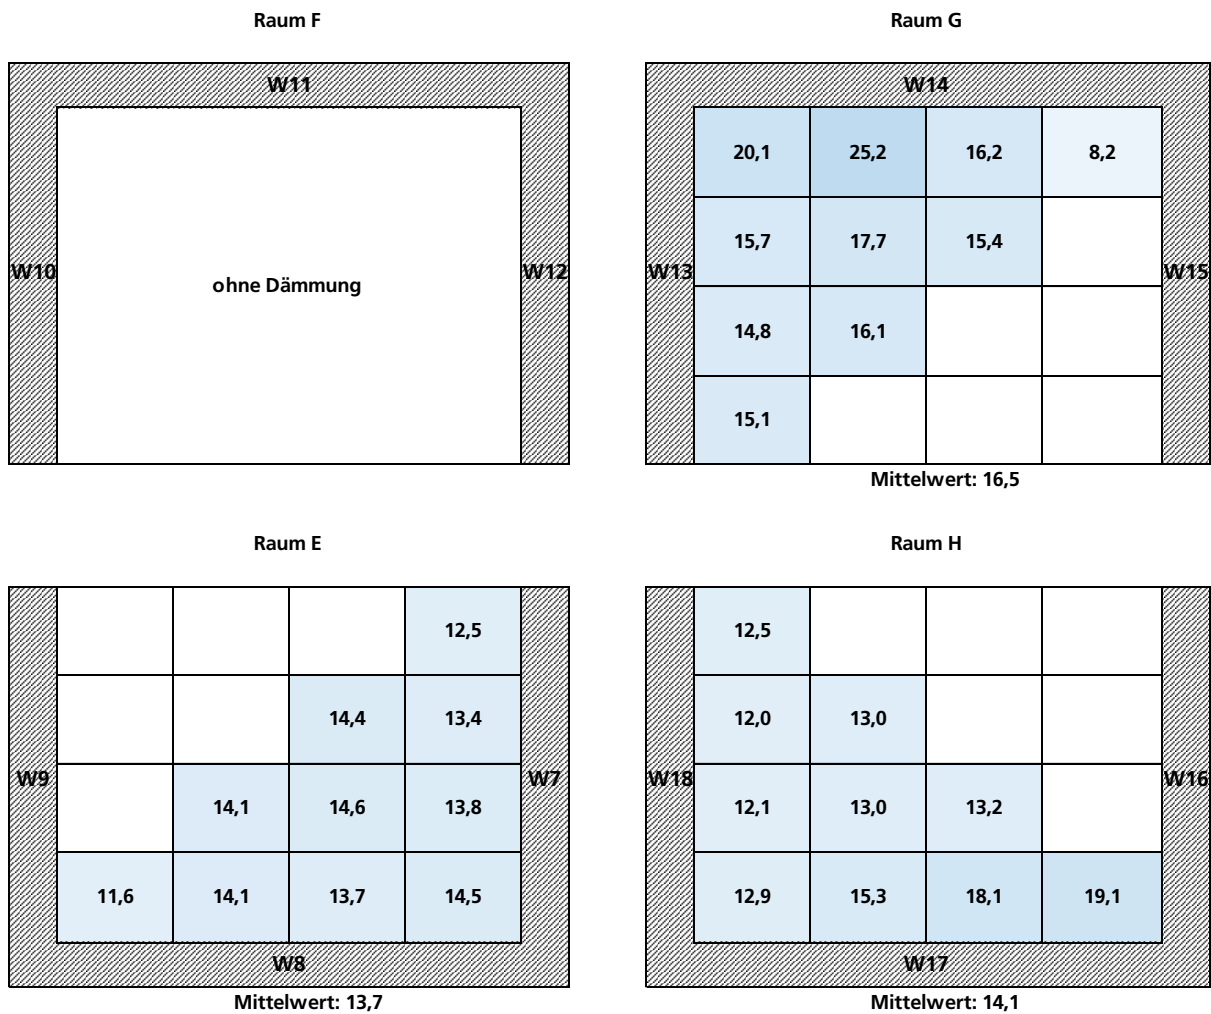 Raum F
W11
W10
ohne Dämmung
W12
Raum G
W14
20,1 25,2 16,2 8,2
15,7 17,7 15,4
W13
W15
14,8 16,1
15,1
Mittelwert: 16,5
Raum E
12,5
14,4 13,4
W9
W7
14,1 14,6 13,8
11,6 14,1 13,7 14,5
W8
Mittelwert: 13,7
Raum H
12,5
12,0 13,0
W18
W16
12,1 13,0 13,2
12,9 15,3 18,1 19,1
W17
Mittelwert: 14,1